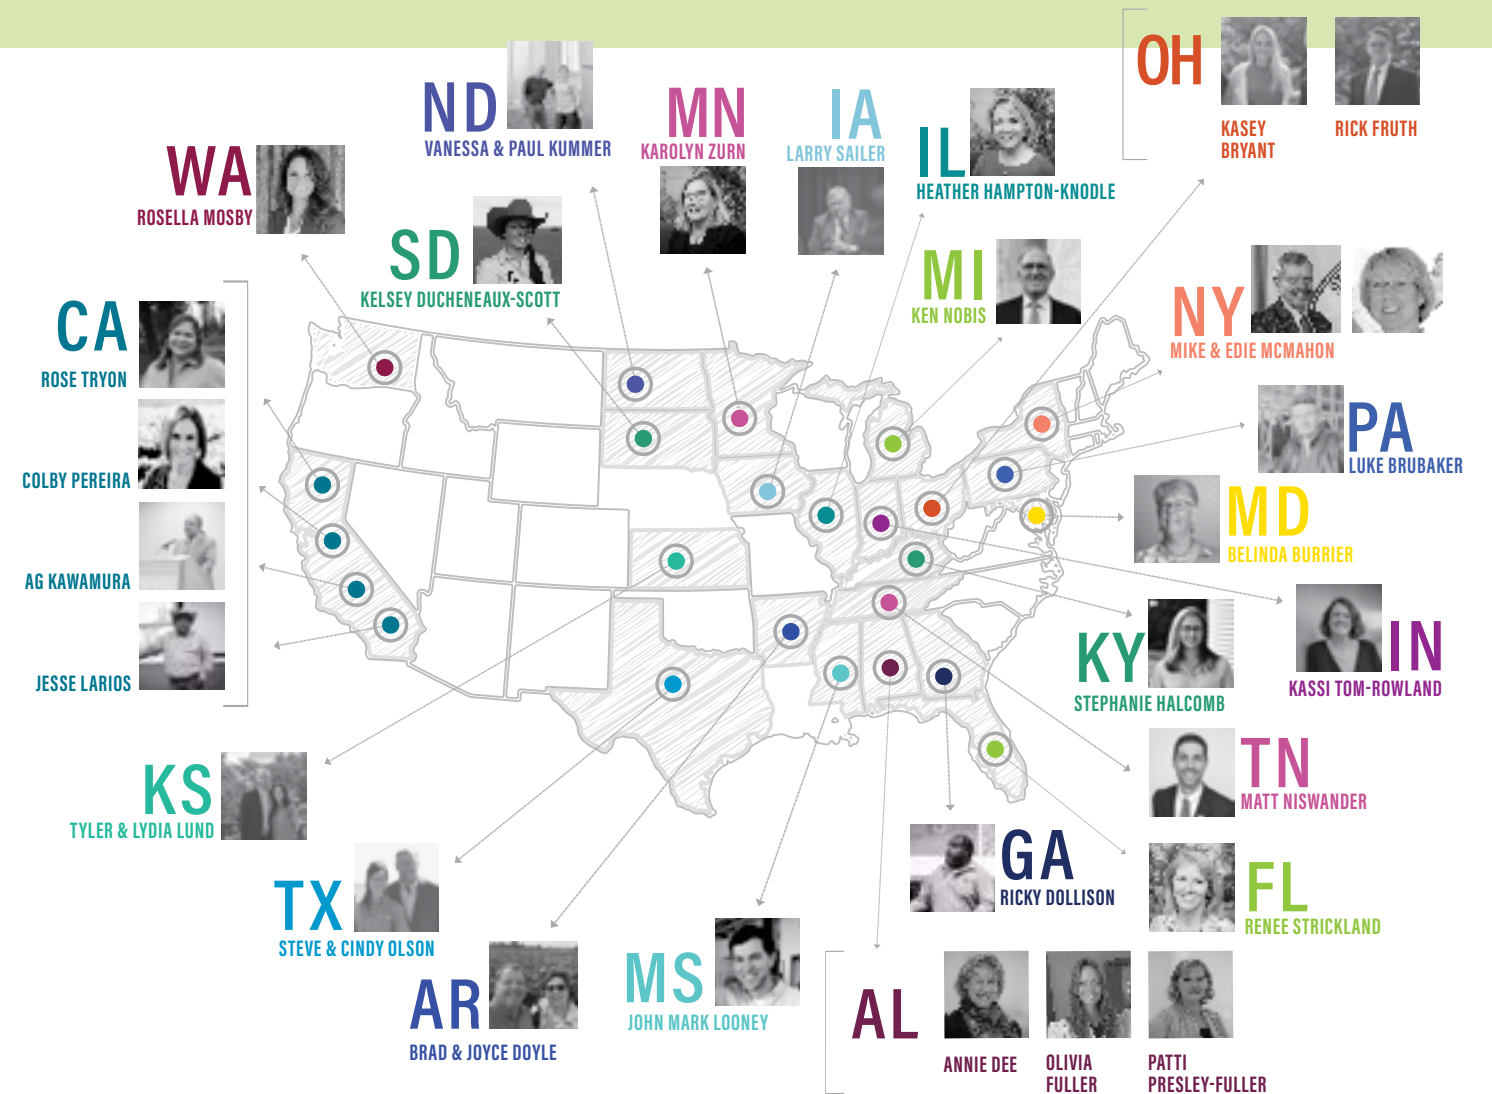 OH
KASEY
BRYANT
RICK FRUTH
ND
VANESSA & PAUL KUMMER
MN
KAROLYN ZURN
IA
LARRY SAILER
IL
HEATHER HAMPTON-KNODLE
WA
ROSELLA MOSBY
SD
KELSEY DUCHENEAUX-SCOTT
MI
KEN NOBIS
NY
MIKE & EDIE MCMAHON
CA
ROSE TRYON
COLBY PEREIRA
AG KAWAMURA
JESSE LARIOS
PA
LUKE BRUBAKER
MD
BELINDA BURRIER
KY
STEPHANIE HALCOMB
IN
KASSI TOM-ROWLAND
TN
MATT NISWANDER
KS
TYLER & LYDIA LUND
GA
RICKY DOLLISON
FL
RENEE STRICKLAND
TX
STEVE & CINDY OLSON
AR
BRAD & JOYCE DOYLE
MS
JOHN MARK LOONEY
AL
ANNIE DEE
OLIVIA
FULLER
PATTI
PRESLEY-FULLER